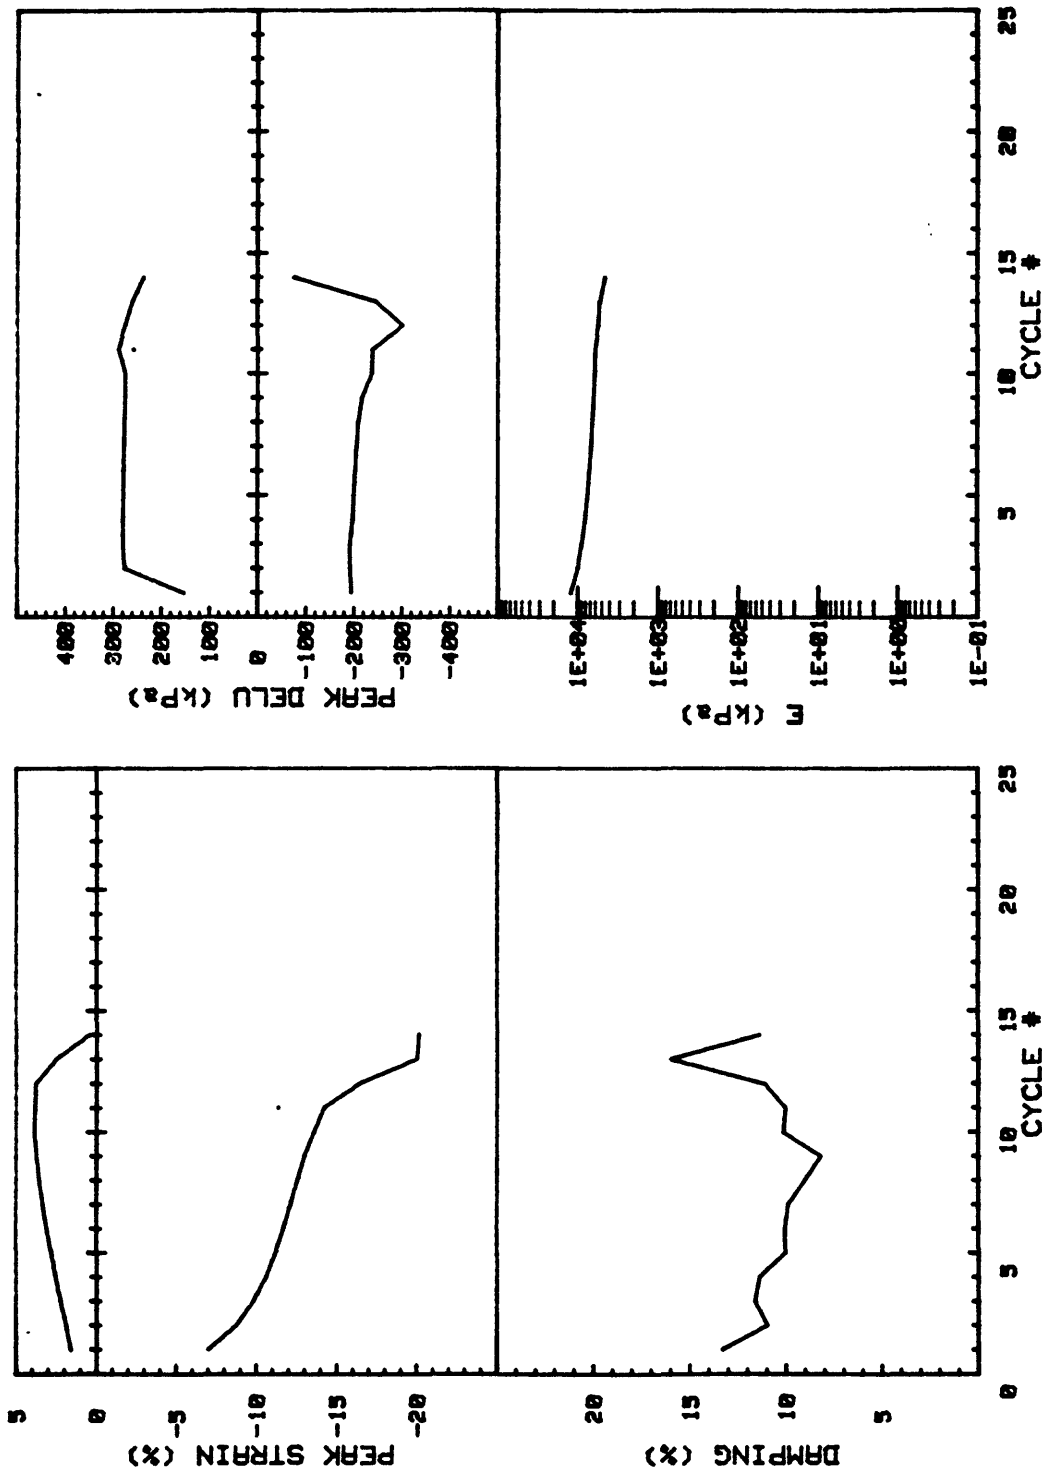 400
300
200
100
0
-100
-200
-300
-400
PEAK DELU (kPa)
1E+04
1E+03
1E+02
1E+01
1E+00
1E-01
E (kPa)
5
10
15
20
25
CYCLE #
5
0
-5
-10
-15
-20
PEAK STRAIN (%)
20
15
10
5
DAMPING (%)
0
5
10
15
20
25
CYCLE #